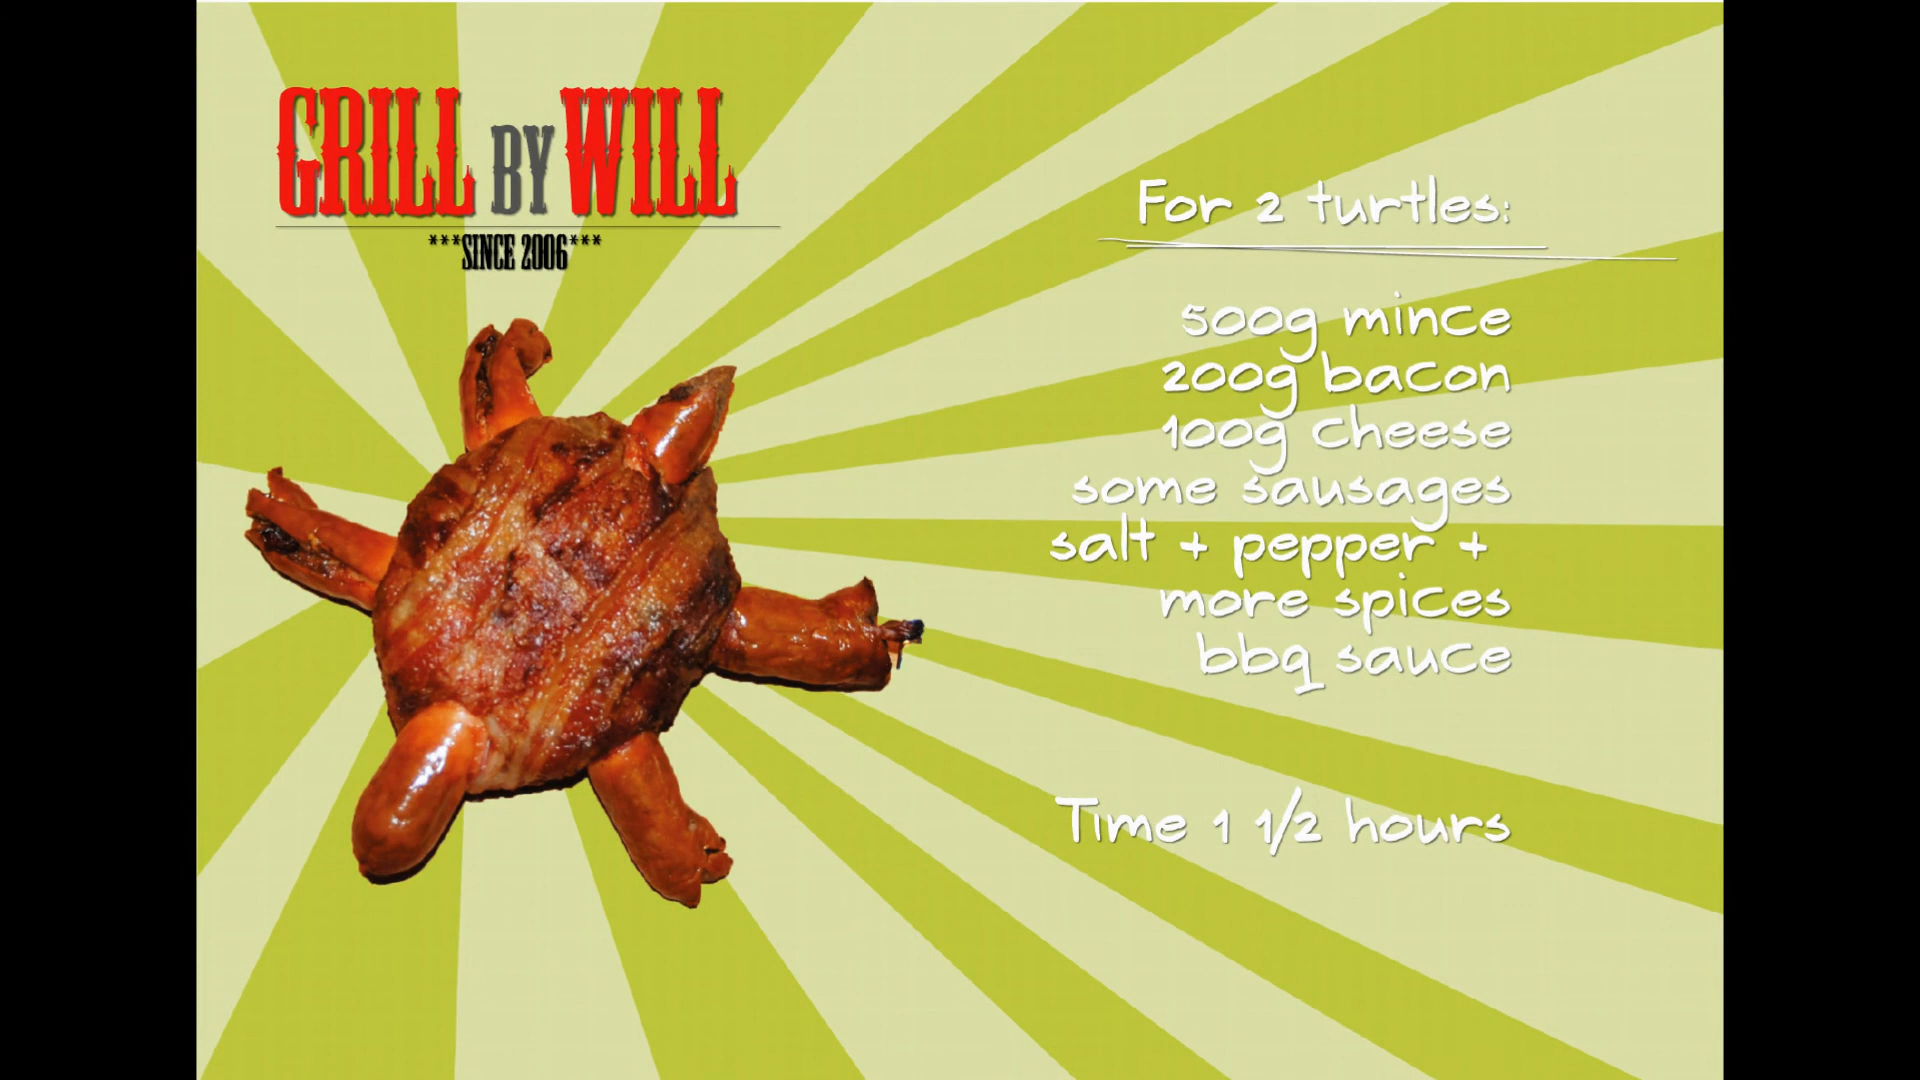 GRILL BY WILL
***SINCE 2006***
For 2 turtles:
500g mince
200g bacon
100g cheese
some sausages
salt + pepper +
more spices
bbq sauce
Time 1 1/2 hours